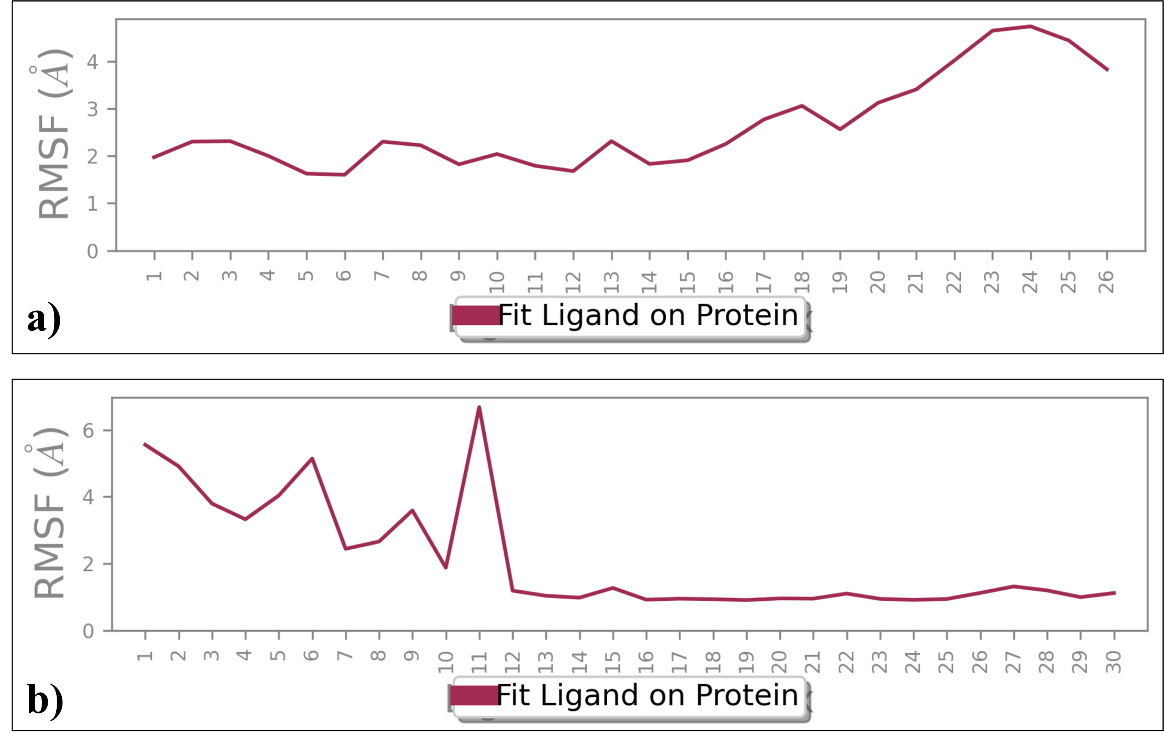 RMSF (Å)
4
3
2
1
0
1 2 3 4 5 6 7 8 9 10 11 12 13 14 15 16 17 18 19 20 21 22 23 24 25 26
Fit Ligand on Protein
a)
RMSF (Å)
6
4
2
0
1 2 3 4 5 6 7 8 9 10 11 12 13 14 15 16 17 18 19 20 21 22 23 24 25 26 27 28 29 30
Fit Ligand on Protein
b)